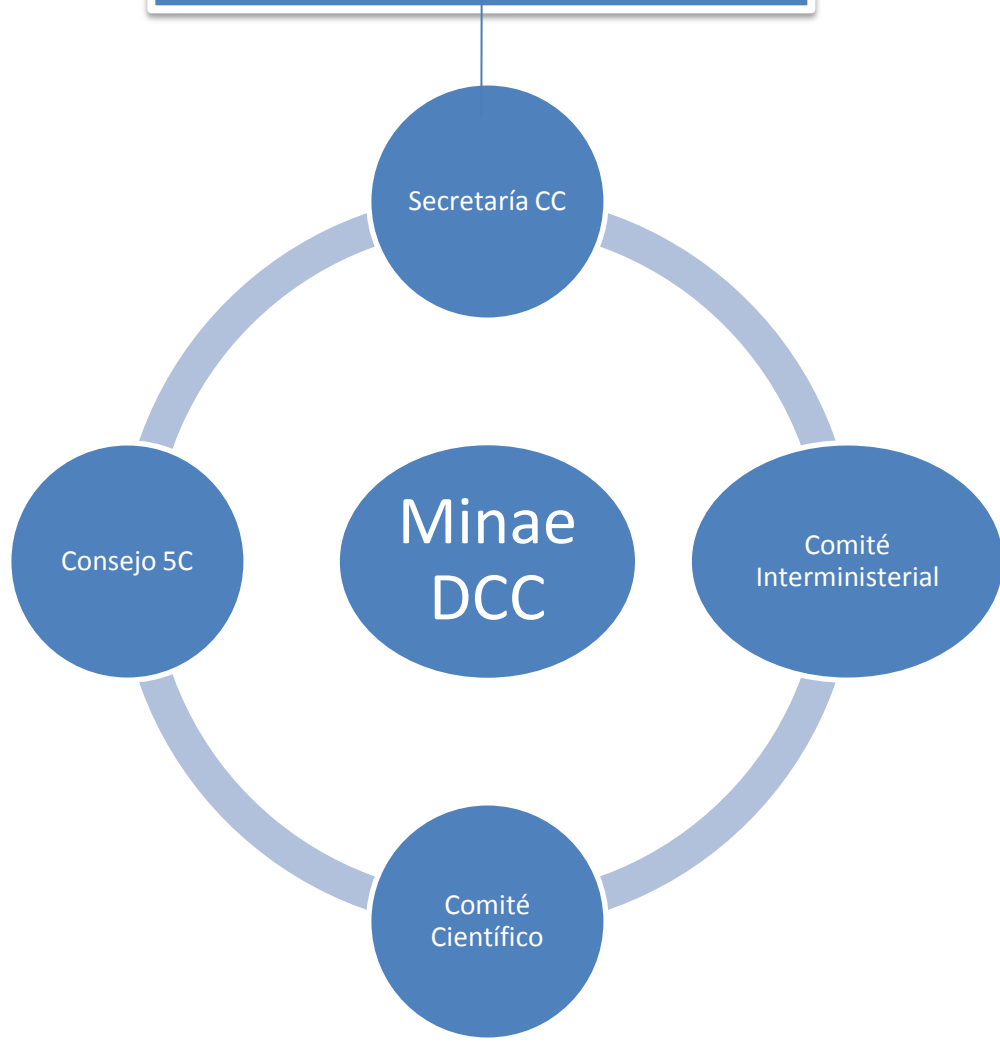 Secretaría CC
Consejo 5C
Minae
DCC
Comité
Interministerial
Comité
Científico